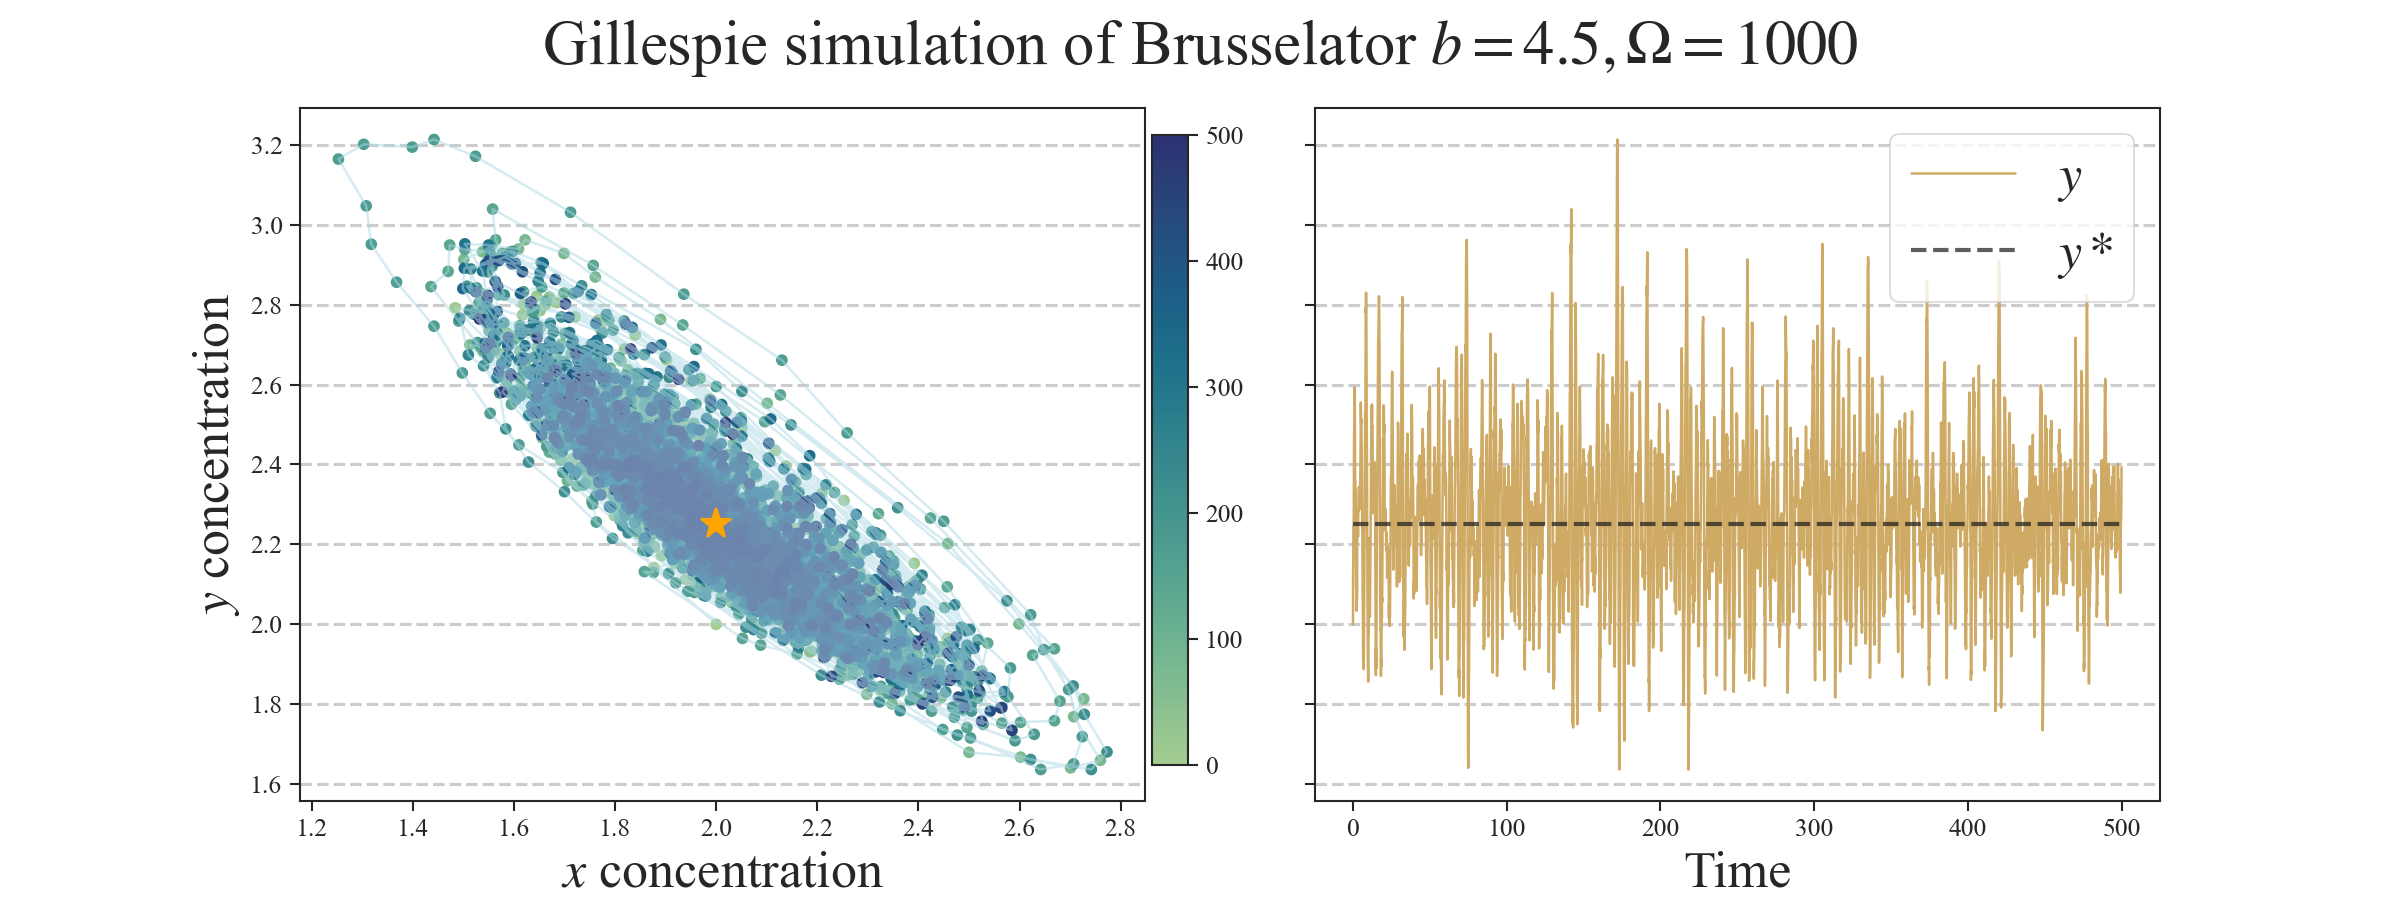 Gillespie simulation of Brusselator b = 4.5, Ω = 1000
y concentration
3.2
3.0
2.8
2.6
2.4
2.2
2.0
1.8
1.6
1.2 1.4 1.6 1.8 2.0 2.2 2.4 2.6 2.8
x concentration
500
400
300
200
100
0
y
y*
0 100 200 300 400 500
Time